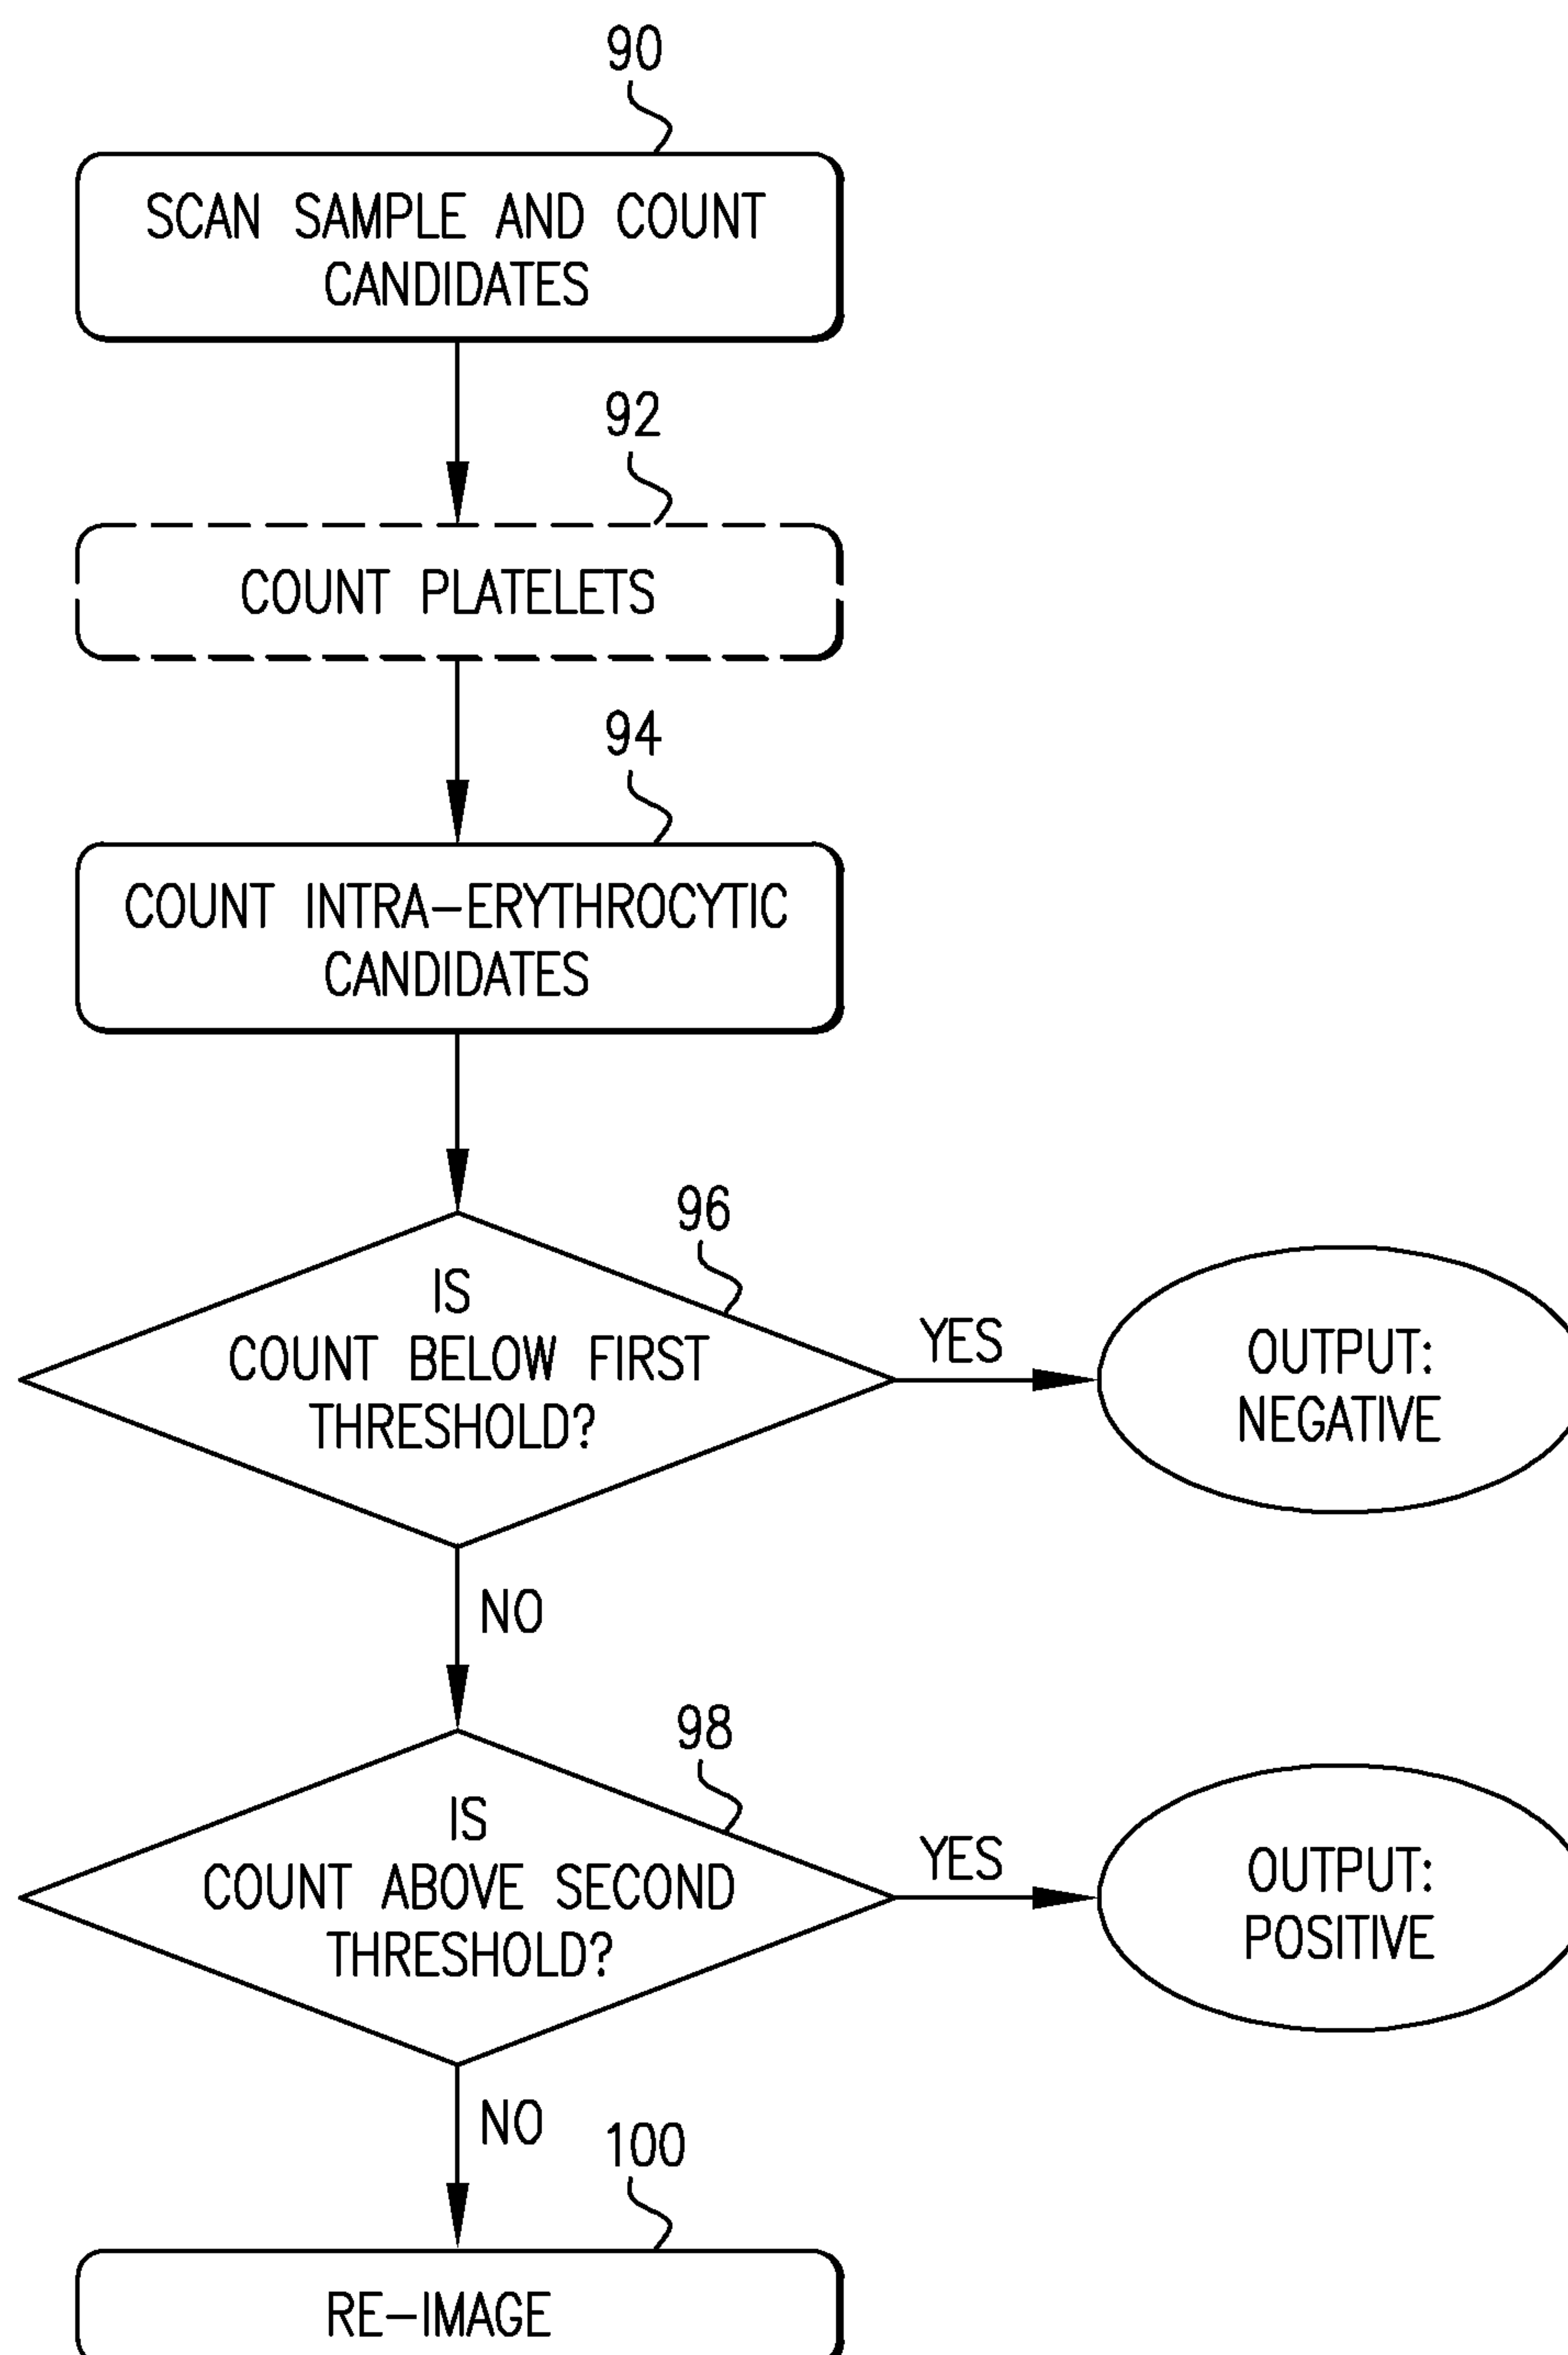 90
SCAN SAMPLE AND COUNT
CANDIDATES
92
COUNT PLATELETS
94
COUNT INTRA-ERYTHROCYTIC
CANDIDATES
96
IS
COUNT BELOW FIRST
THRESHOLD?
YES
OUTPUT:
NEGATIVE
NO
98
IS
COUNT ABOVE SECOND
THRESHOLD?
YES
OUTPUT:
POSITIVE
NO
100
RE-IMAGE